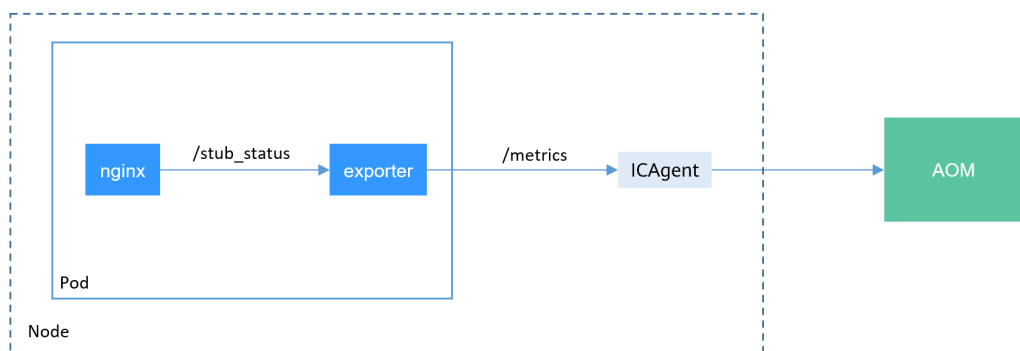 /stub_status
/metrics
nginx
exporter
ICAgent
AOM
Pod
Node